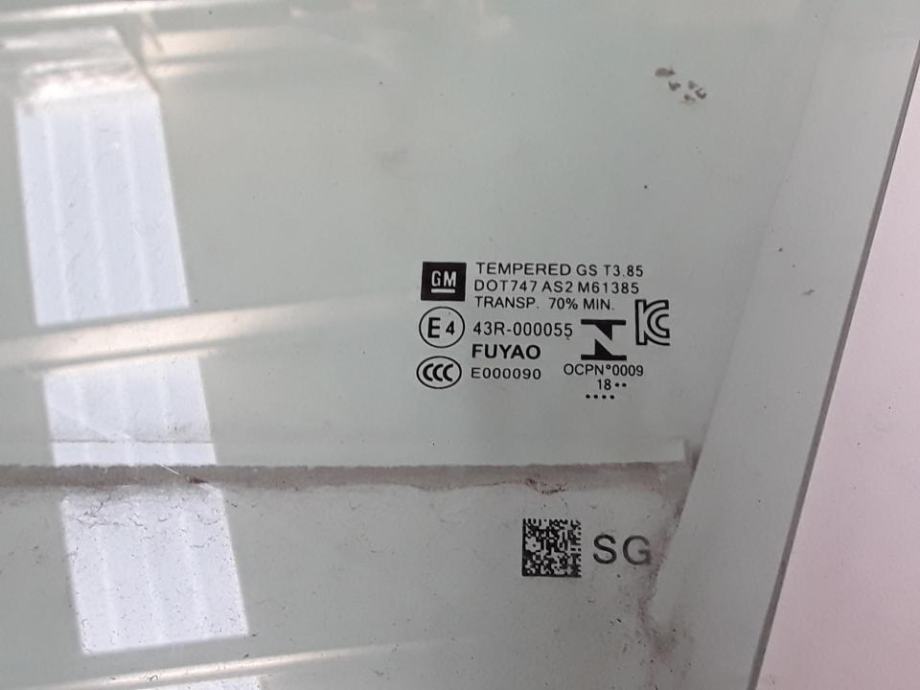 GM
TEMPERED GS T3.85
DOT747 AS2 M61385
TRANSP. 70% MIN.
E4
43R-000055
FUYAO
CCC
E000090
OCPN°0009
18••
••••
SG